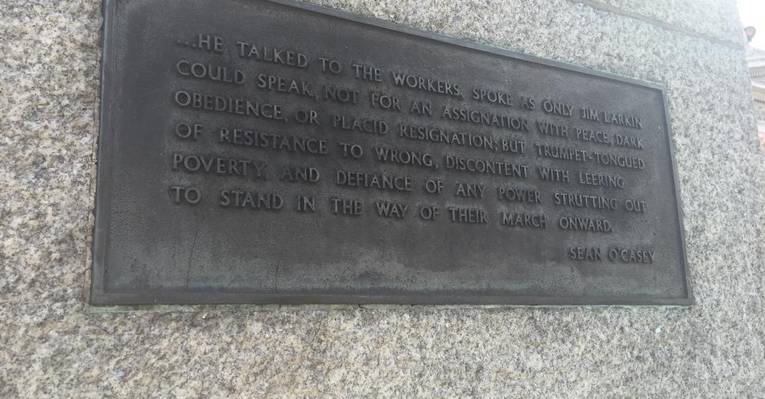 ...HE TALKED TO THE WORKERS, SPOKE AS ONLY JIM LARKIN
COULD SPEAK, NOT FOR AN ASSIGNATION WITH PEACE, DARK
OBEDIENCE, OR PLACID RESIGNATION; BUT TRUMPET-TONGUED
OF RESISTANCE TO WRONG, DISCONTENT WITH LEERING
POVERTY AND DEFIANCE OF ANY POWER STRUTTING OUT
TO STAND IN THE WAY OF THEIR MARCH ONWARD.
SEAN O'CASEY